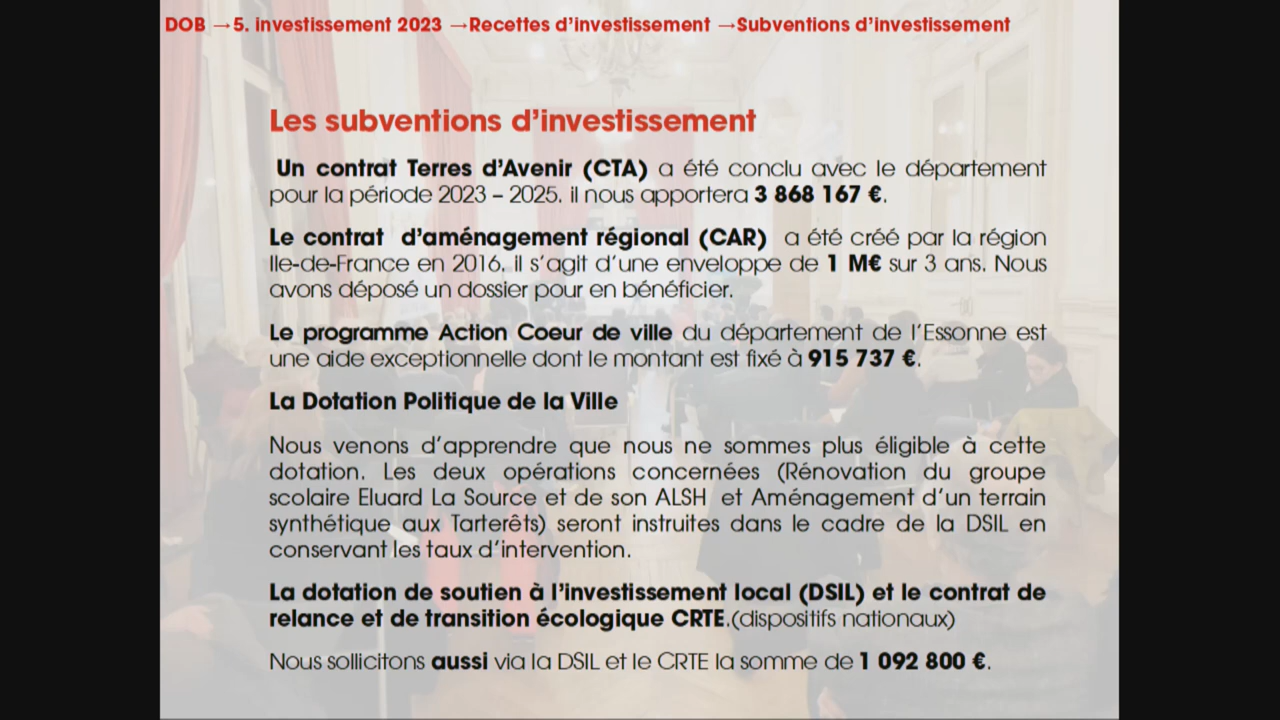 DOB →5. investissement 2023 →Recettes d'investissement →Subventions d'investissement
Les subventions d'investissement
Un contrat Terres d'Avenir (CTA) a été conclu avec le département
pour la période 2023 – 2025. il nous apportera 3 868 167 €.
Le contrat d'aménagement régional (CAR) a été créé par la région
Ile-de-France en 2016. il s'agit d'une enveloppe de 1 M€ sur 3 ans. Nous
avons déposé un dossier pour en bénéficier.
Le programme Action Coeur de ville du département de l'Essonne est
une aide exceptionnelle dont le montant est fixé à 915 737 €.
La Dotation Politique de la Ville
Nous venons d'apprendre que nous ne sommes plus éligible à cette
dotation. Les deux opérations concernées (Rénovation du groupe
scolaire Eluard La Source et de son ALSH et Aménagement d'un terrain
synthétique aux Tarterêts) seront instruites dans le cadre de la DSIL en
conservant les taux d'intervention.
La dotation de soutien à l'investissement local (DSIL) et le contrat de
relance et de transition écologique CRTE.(dispositifs nationaux)
Nous sollicitons aussi via la DSIL et le CRTE la somme de 1 092 800 €.